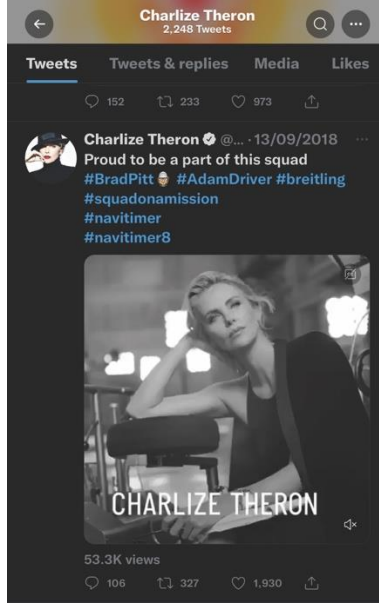 Charlize Theron
2,248 Tweets
Tweets Tweets & replies Media Likes
152 233 973
Charlize Theron @... · 13/09/2018 ...
Proud to be a part of this squad
#BradPitt #AdamDriver #breitling
#squadonamission
#navitimer
#navitimer8
CHARLIZE THERON
53.3K views
106 327 1,930